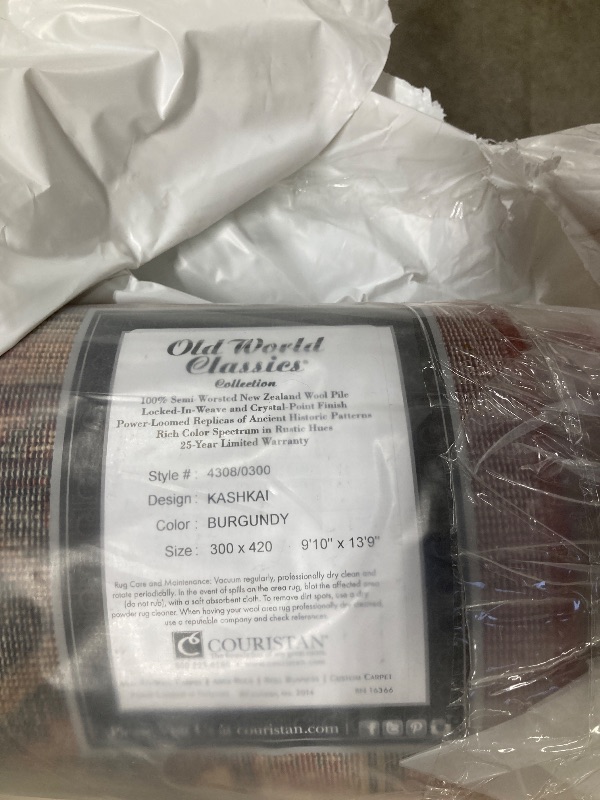 Old World
Classics
Collection
100% Semi-Worsted New Zealand Wool Pile
Locked-In-Weave and Crystal-Point Finish
Power-Loomed Replicas of Ancient Historic Patterns
Rich Color Spectrum in Rustic Hues
25-Year Limited Warranty
Style # : 4308/0300
Design : KASHKAI
Color : BURGUNDY
Size : 300 x 420 9'10" x 13'9"
Rug Care and Maintenance: Vacuum regularly, professionally dry clean and
rotate periodically. In the event of spills on the area rug, blot the affected area
(do not rub), with a soft absorbent cloth. To remove dirt spots, use a dry
powder rug cleaner. When having your wool area rug professionally dry cleaned,
use a reputable company and check references.
COURISTAN
Custom Carpet
16366
at couristan.com